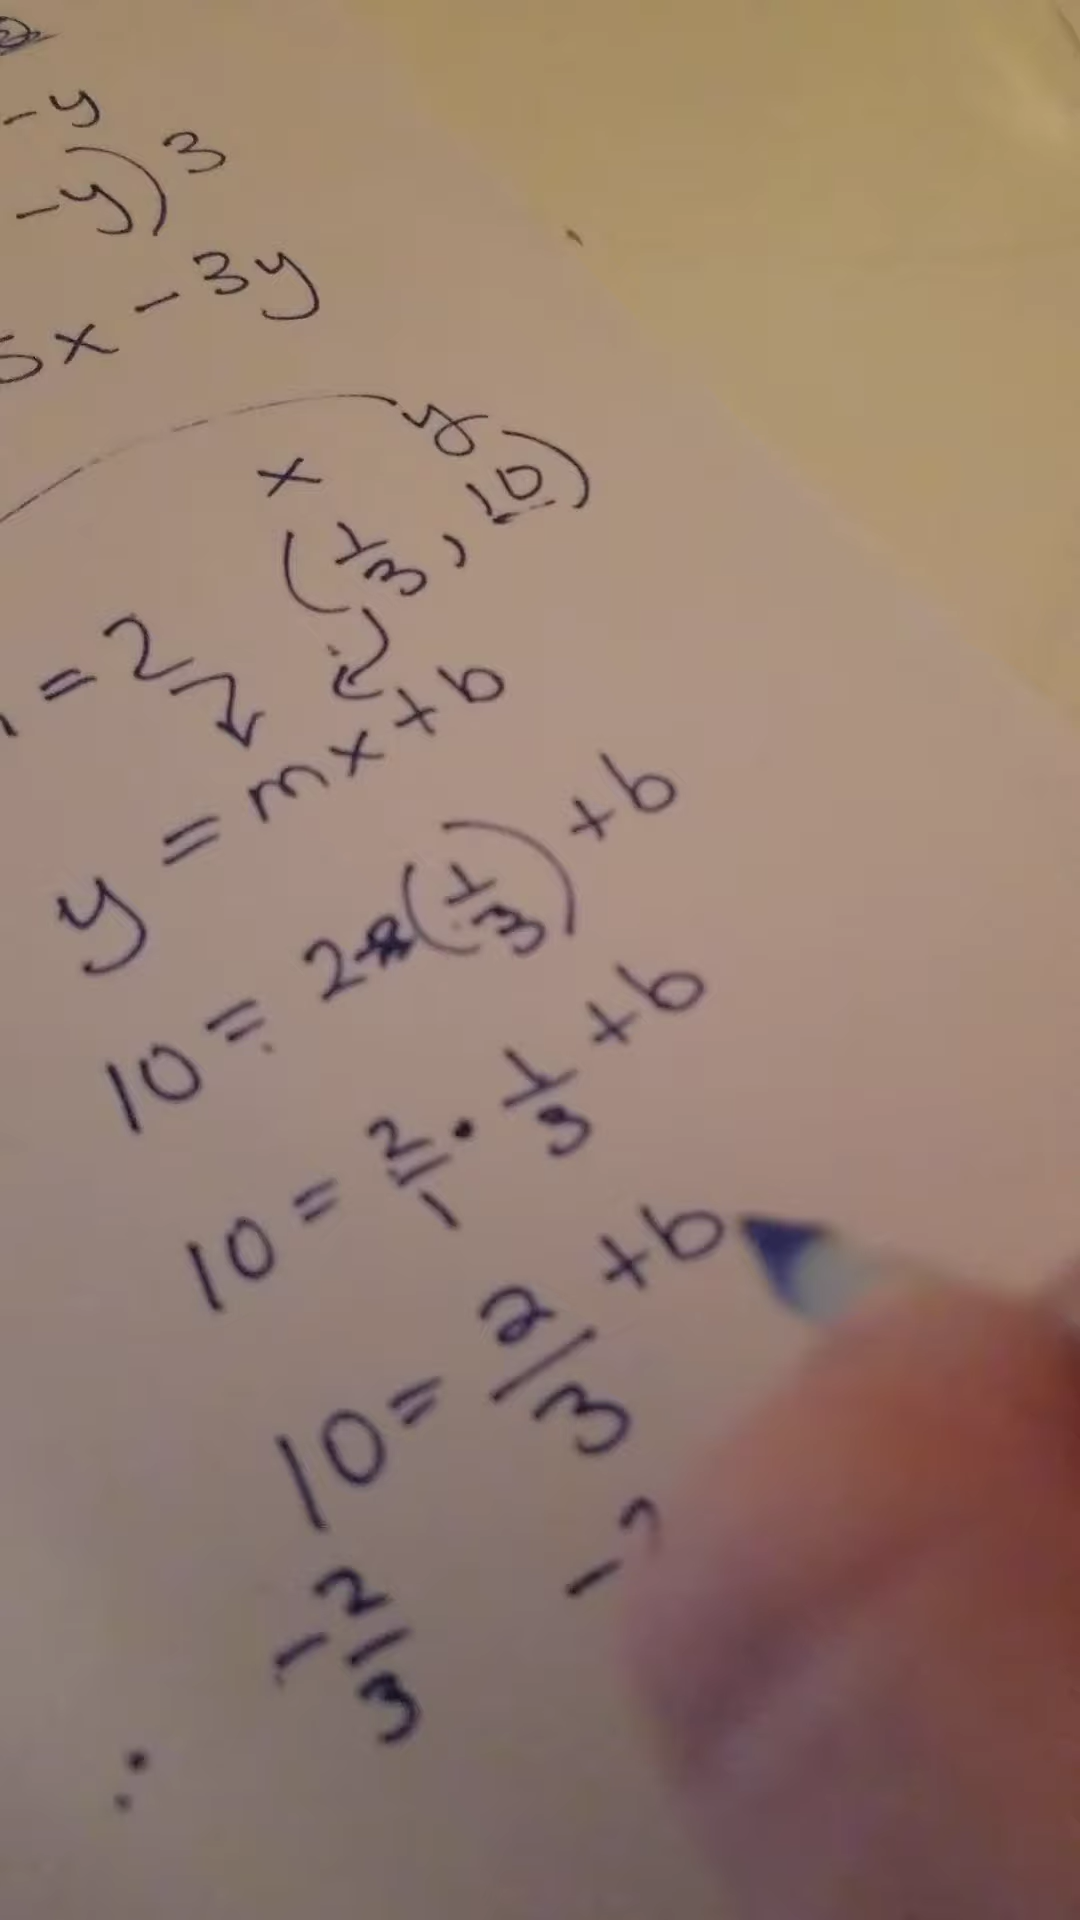 -y
-y)³
5x - 3y
x y
(1/3, 10)
= 2
y = mx + b
10 = 2(1/3) + b
10 = 2/1 · 1/3 + b
10 = 2/3 + b
- 2/3 -